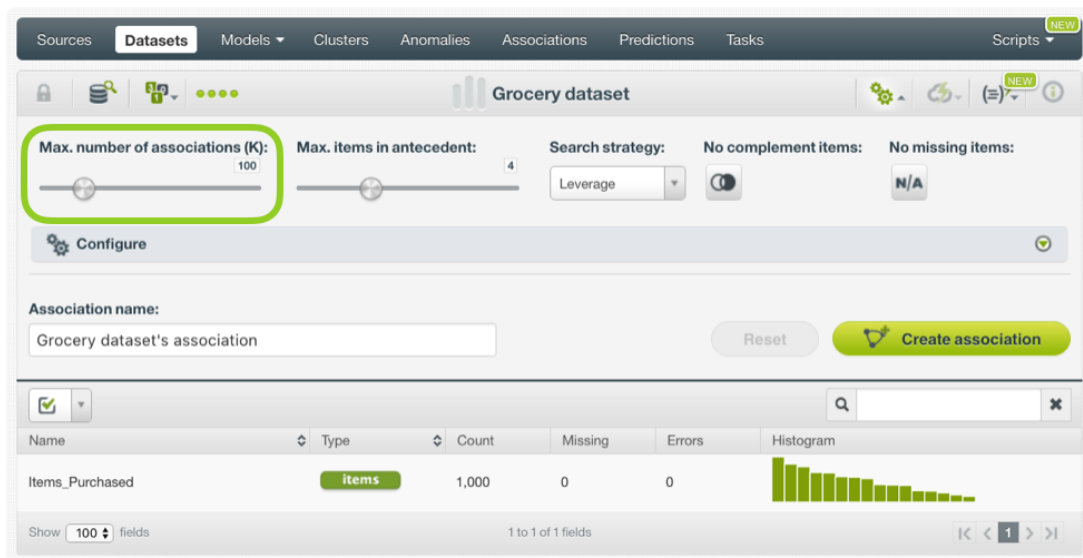 NEW
Sources Datasets Models Clusters Anomalies Associations Predictions Tasks Scripts
Grocery dataset NEW
Max. number of associations (K): Max. items in antecedent: Search strategy: No complement items: No missing items:
100 4
Leverage N/A
Configure
Association name:
Grocery dataset's association Reset Create association
Name Type Count Missing Errors Histogram
Items_Purchased items 1,000 0 0
Show 100 fields 1 to 1 of 1 fields 1